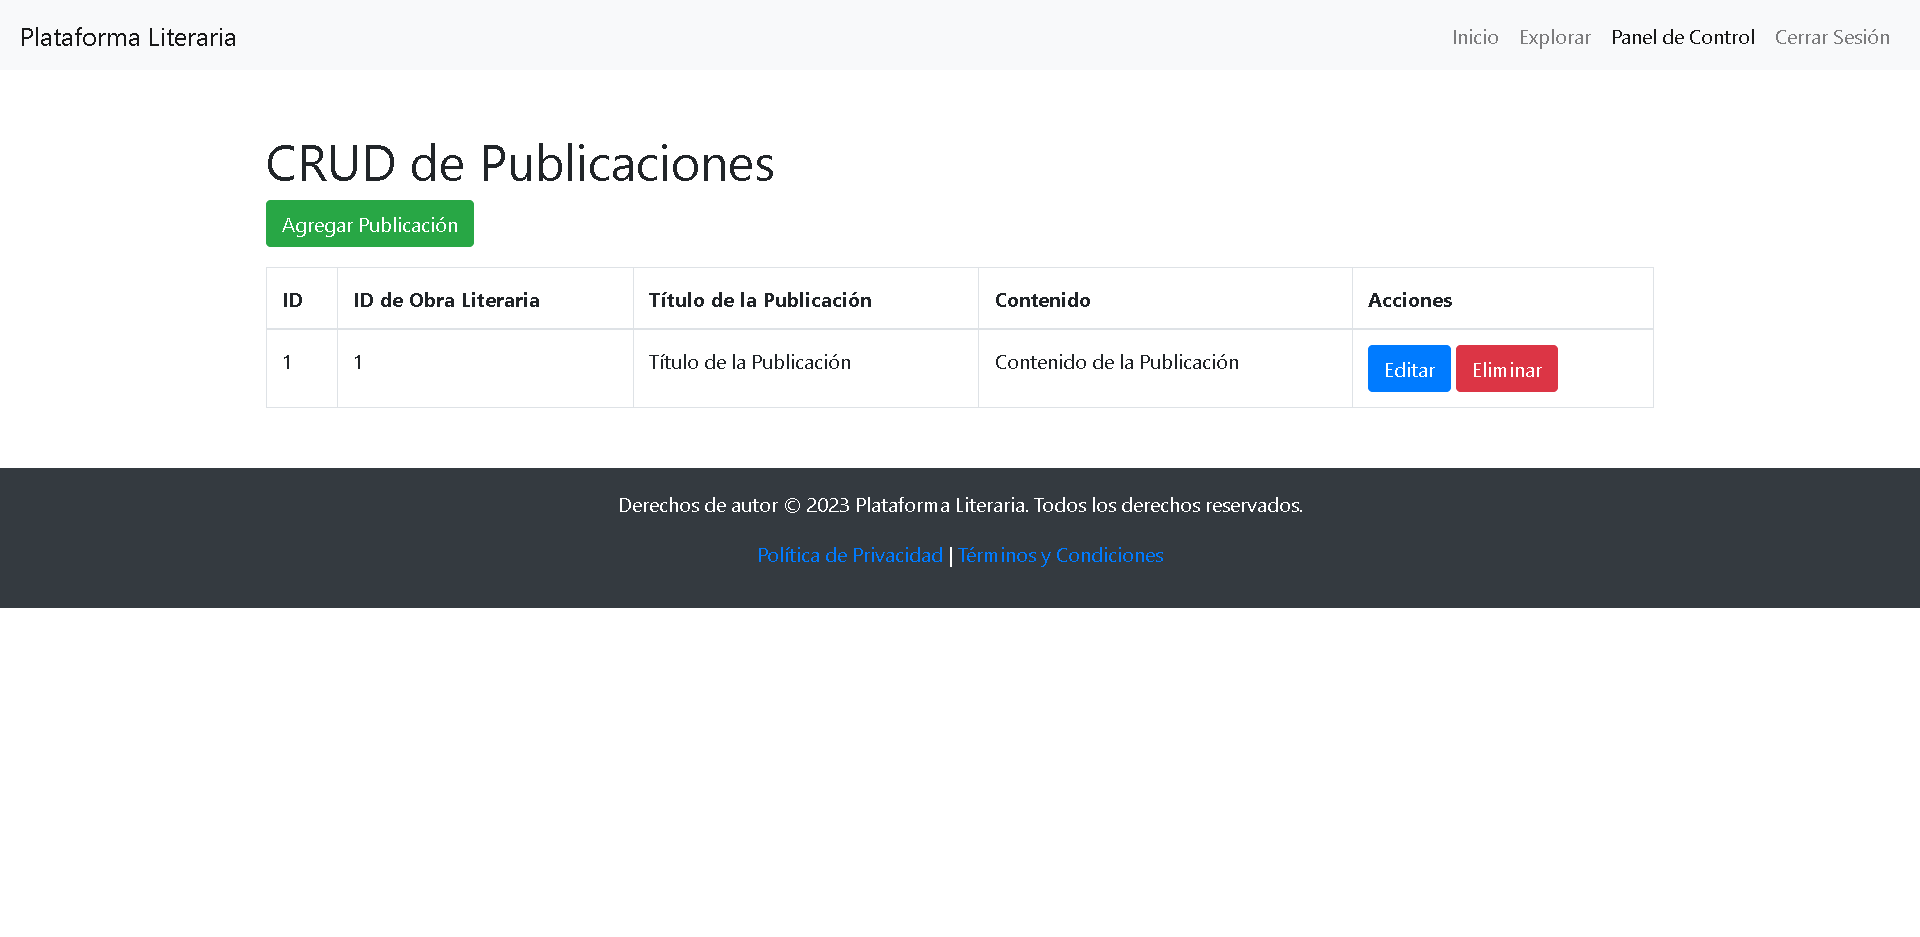 Plataforma Literaria Inicio Explorar Panel de Control Cerrar Sesión
CRUD de Publicaciones
Agregar Publicación
ID ID de Obra Literaria Título de la Publicación Contenido Acciones
1 1 Título de la Publicación Contenido de la Publicación Editar Eliminar
Derechos de autor © 2023 Plataforma Literaria. Todos los derechos reservados.
Política de Privacidad | Términos y Condiciones